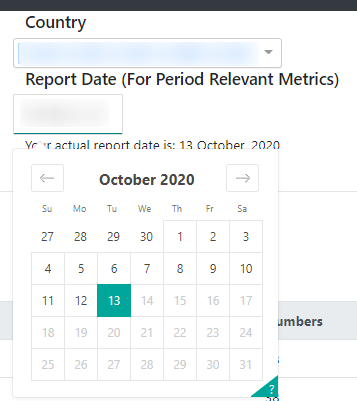 Country
Report Date (For Period Relevant Metrics)
Your actual report date is: 13 October, 2020
October 2020
Su Mo Tu We Th Fr Sa
27 28 29 30 1 2 3
4 5 6 7 8 9 10
11 12 13 14 15 16 17
18 19 20 21 22 23 24
25 26 27 28 29 30 31
umbers
?